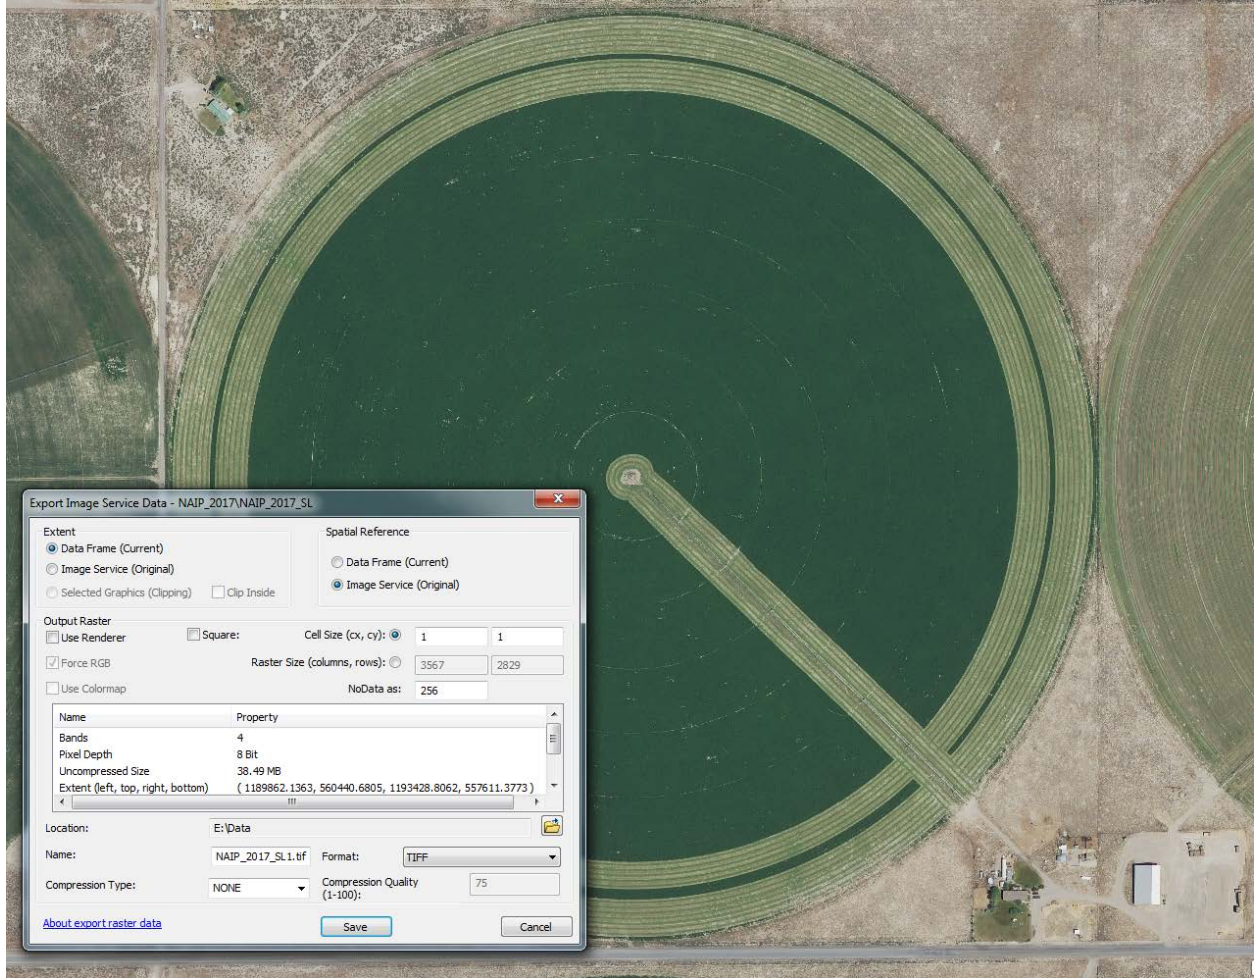 Export Image Service Data - NAIP_2017\NAIP_2017_SL
Extent
Data Frame (Current)
Image Service (Original)
Selected Graphics (Clipping) Clip Inside
Spatial Reference
Data Frame (Current)
Image Service (Original)
Output Raster
Use Renderer Square: Cell Size (cx, cy): 1 1
Force RGB Raster Size (columns, rows): 3567 2829
Use Colormap NoData as: 256
Name Property
Bands 4
Pixel Depth 8 Bit
Uncompressed Size 38.49 MB
Extent (left, top, right, bottom) ( 1189862.1363, 560440.6805, 1193428.8062, 557611.3773 )
Location: E:\Data
Name: NAIP_2017_SL1.tif Format: TIFF
Compression Type: NONE Compression Quality (1-100): 75
About export raster data Save Cancel